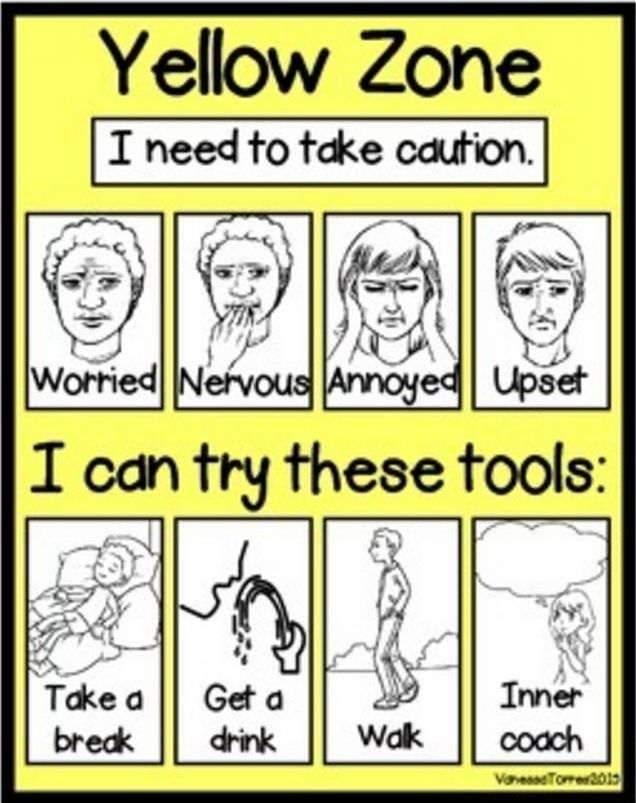 Yellow Zone
I need to take caution.
Worried
Nervous
Annoyed
Upset
I can try these tools:
Take a
break
Get a
drink
Walk
Inner
coach
VanessaTorres2019